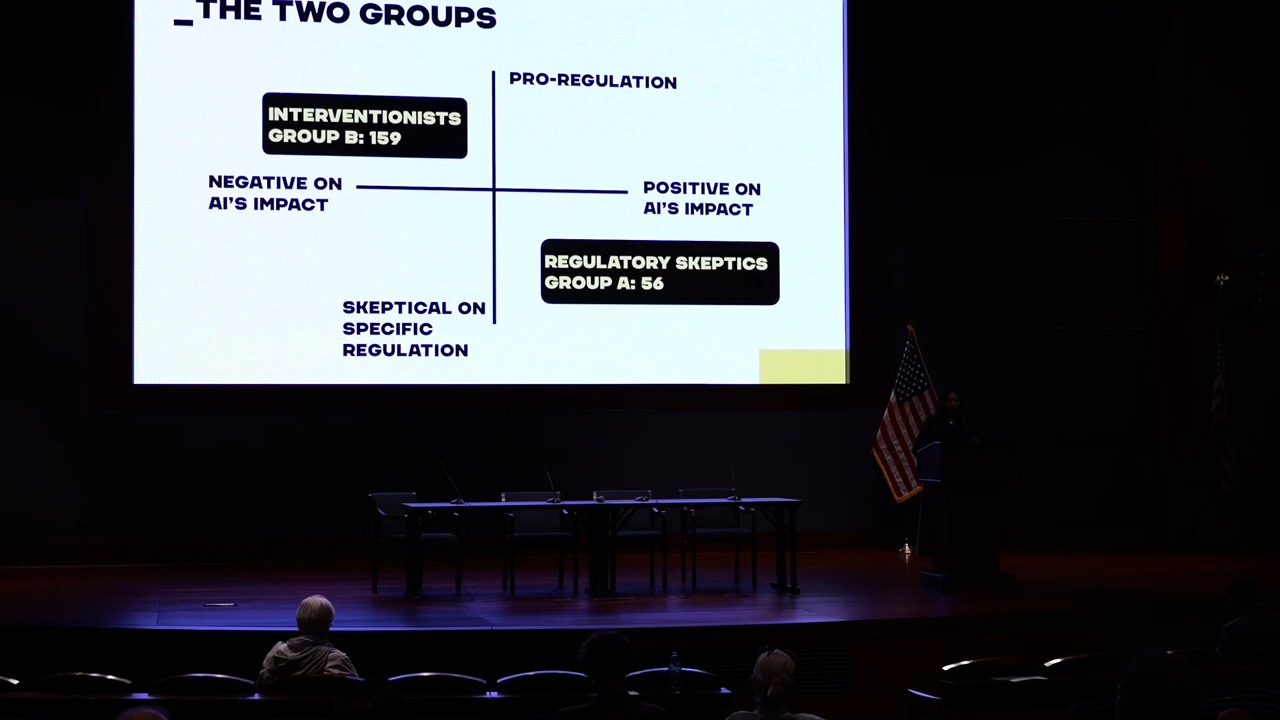 _THE TWO GROUPS
PRO-REGULATION
INTERVENTIONISTS
GROUP B: 159
NEGATIVE ON
AI'S IMPACT
POSITIVE ON
AI'S IMPACT
REGULATORY SKEPTICS
GROUP A: 56
SKEPTICAL ON
SPECIFIC
REGULATION